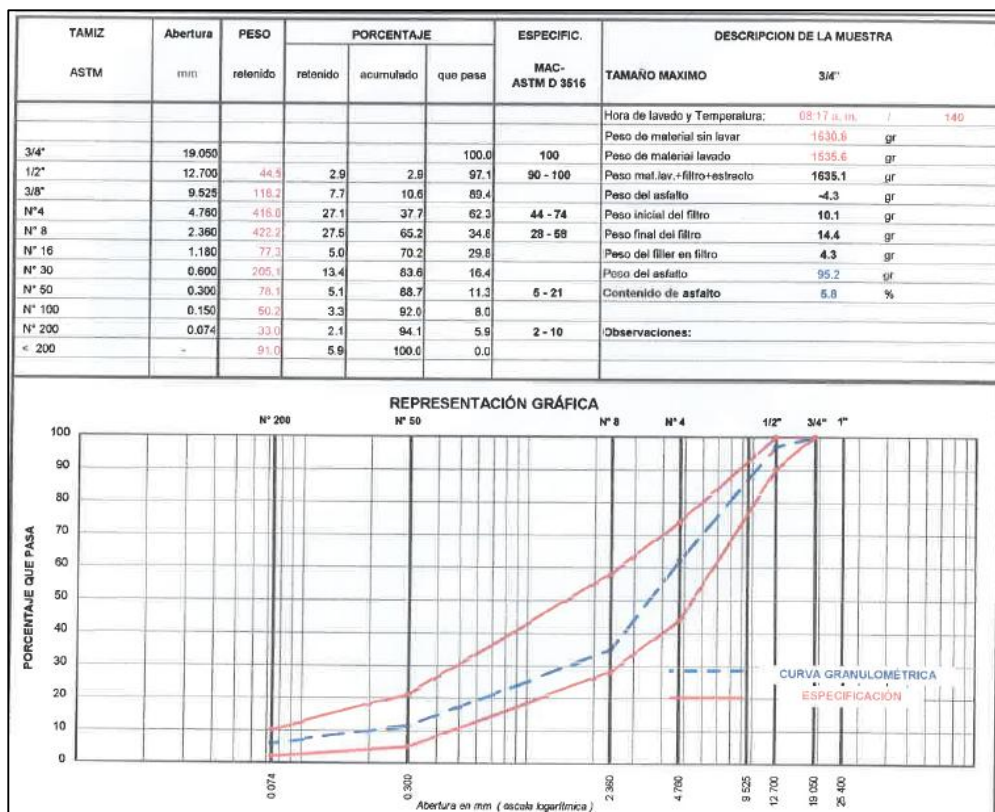 TAMIZ Abertura PESO PORCENTAJE ESPECIFIC. DESCRIPCION DE LA MUESTRA
ASTM mm retenido retenido acumulado que pasa MAC- ASTM D 3515 TAMAÑO MAXIMO 3/4"
Hora de lavado y Temperatura: 08:17 a. m. / 140
Peso de material sin lavar 1630.8 gr
3/4" 19.050 100.0 100 Peso de material lavado 1535.6 gr
1/2" 12.700 44.5 2.9 2.9 97.1 90 - 100 Peso mat.lav.+filtro+estrecto 1635.1 gr
3/8" 9.525 118.2 7.7 10.6 89.4 Peso del asfalto -4.3 gr
N°4 4.760 416.0 27.1 37.7 62.3 44 - 74 Peso inicial del filtro 10.1 gr
N° 8 2.360 422.2 27.5 65.2 34.8 28 - 58 Peso final del filtro 14.4 gr
N° 16 1.180 77.3 5.0 70.2 29.8 Peso del filler en filtro 4.3 gr
N° 30 0.600 205.1 13.4 83.6 16.4 Peso del asfalto 95.2 gr
N° 50 0.300 78.1 5.1 88.7 11.3 5 - 21 Contenido de asfalto 5.8 %
N° 100 0.150 50.2 3.3 92.0 8.0
N° 200 0.074 33.0 2.1 94.1 5.9 2 - 10 Observaciones:
< 200 - 91.0 5.9 100.0 0.0
REPRESENTACIÓN GRÁFICA
N° 200 N° 50 N° 8 N° 4 1/2" 3/4" 1"
100
90
80
70
60
50
40
30
20
10
0
PORCENTAJE QUE PASA
CURVA GRANULOMÉTRICA
ESPECIFICACIÓN
0.074 0.300 2.360 4.760 9.525 12.700 19.050 25.400
Abertura en mm ( escala logarítmica )